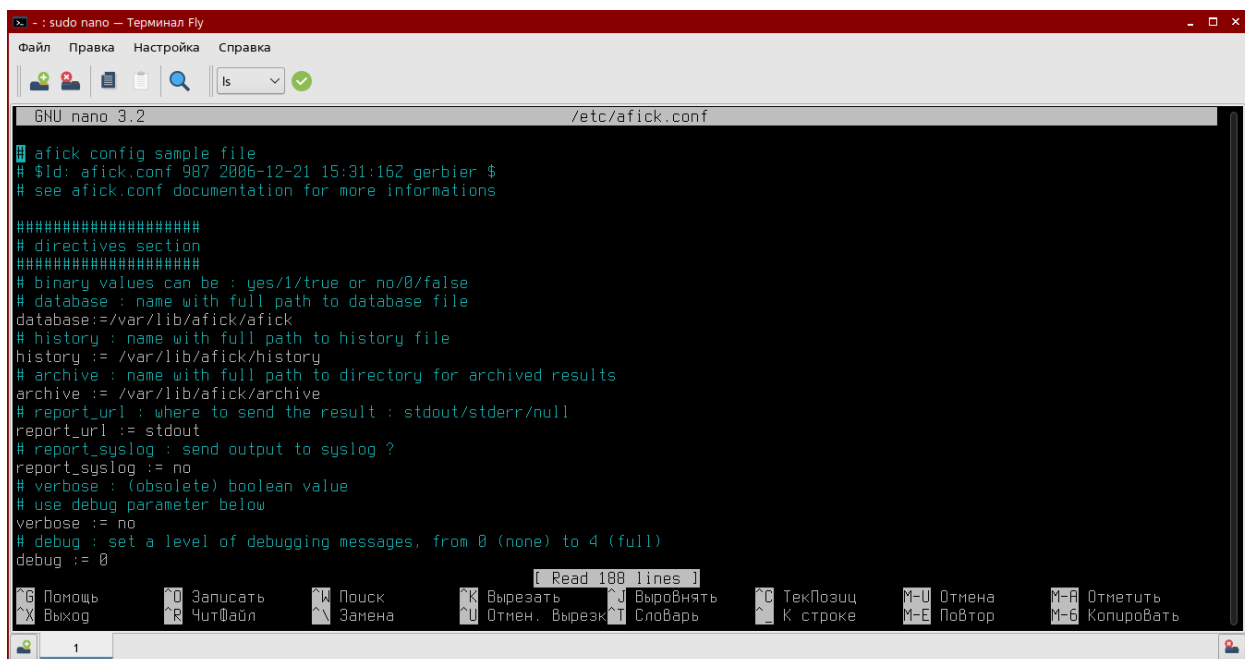 - : sudo nano — Терминал Fly
Файл Правка Настройка Справка
ls
GNU nano 3.2 /etc/afick.conf
# afick config sample file
# $Id: afick.conf 987 2006-12-21 15:31:16Z gerbier $
# see afick.conf documentation for more informations
####################
# directives section
####################
# binary values can be : yes/1/true or no/0/false
# database : name with full path to database file
database:=/var/lib/afick/afick
# history : name with full path to history file
history := /var/lib/afick/history
# archive : name with full path to directory for archived results
archive := /var/lib/afick/archive
# report_url : where to send the result : stdout/stderr/null
report_url := stdout
# report_syslog : send output to syslog ?
report_syslog := no
# verbose : (obsolete) boolean value
# use debug parameter below
verbose := no
# debug : set a level of debugging messages, from 0 (none) to 4 (full)
debug := 0
[ Read 188 lines ]
^G Помощь ^O Записать ^W Поиск ^K Вырезать ^J Выровнять ^C ТекПозиц M-U Отмена M-A Отметить
^X Выход ^R ЧитФайл ^\ Замена ^U Отмен. Вырезк ^T Словарь ^_ К строке M-E Повтор M-6 Копировать
1